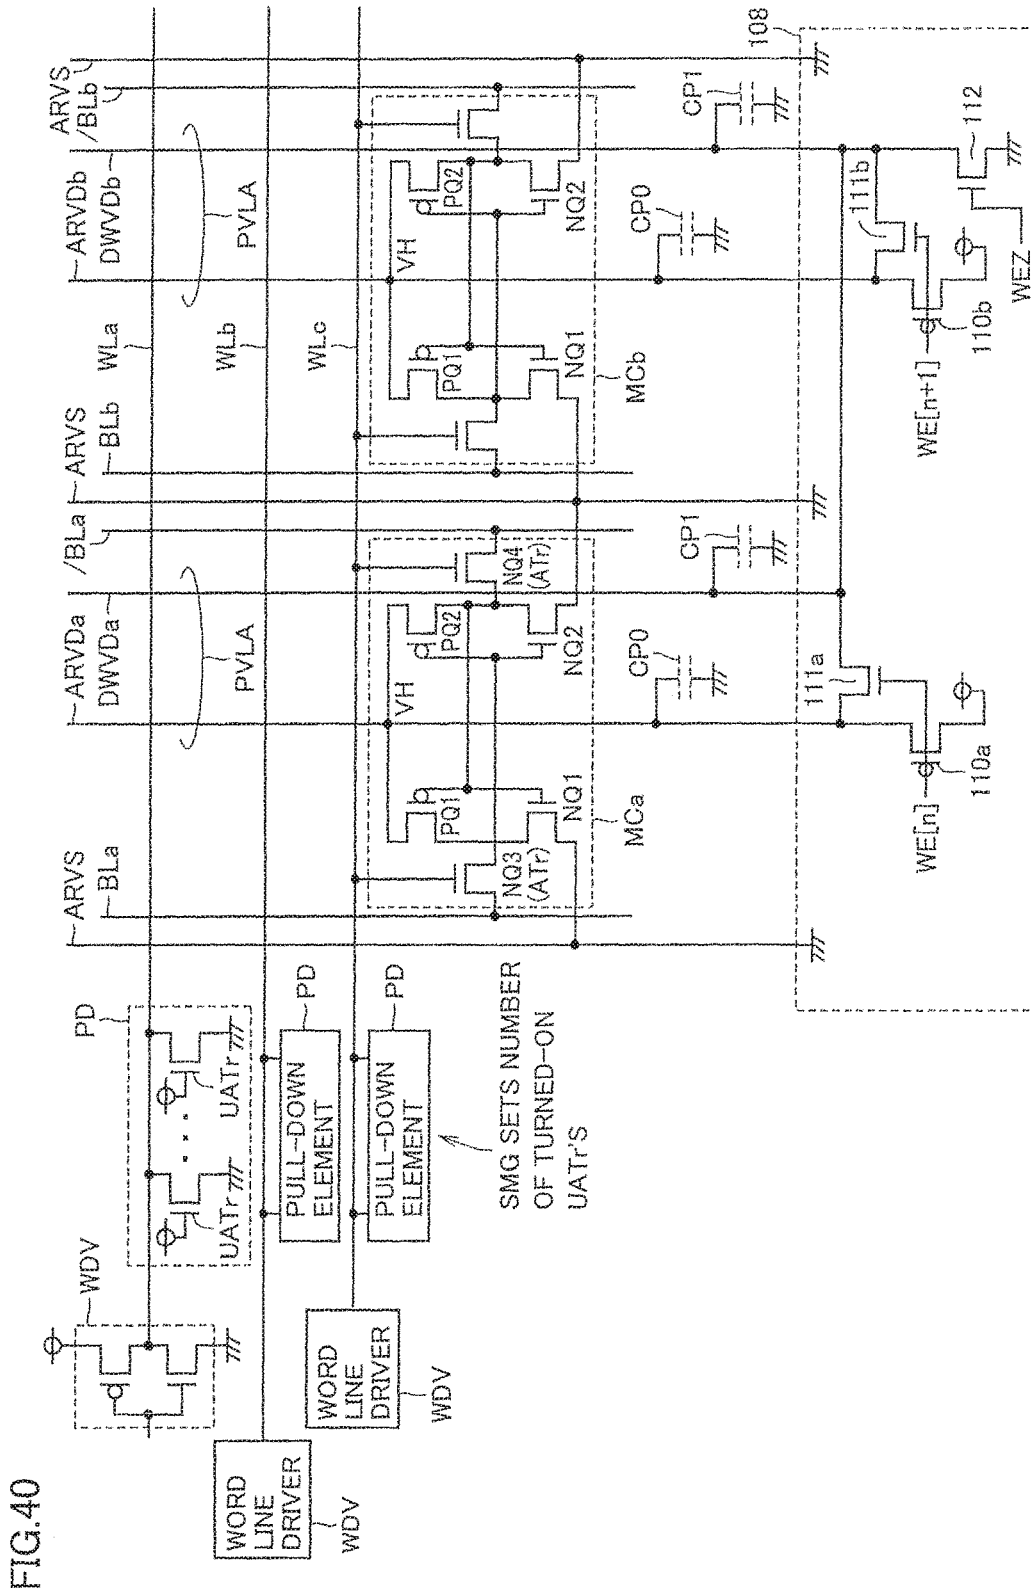 FIG.40
WORD
LINE
DRIVER
WDV
WORD
LINE
DRIVER
WDV
WDV
PD
UATr
UATr
PULL-DOWN
ELEMENT
PD
PULL-DOWN
ELEMENT
PD
SMG SETS NUMBER
OF TURNED-ON
UATr'S
ARVS
BLa
ARVDa
DWVDa
/BLa
ARVS
BLb
ARVDb
DWVDb
/BLb
ARVS
PVLA
PVLA
WLa
WLb
WLc
VH
PQ1
PQ2
NQ3
(ATr)
NQ1
NQ2
NQ4
(ATr)
MCa
VH
PQ1
PQ2
NQ1
NQ2
MCb
CP0
CP1
CP0
CP1
108
111a
110a
WE[n]
111b
110b
WE[n+1]
112
WEZ